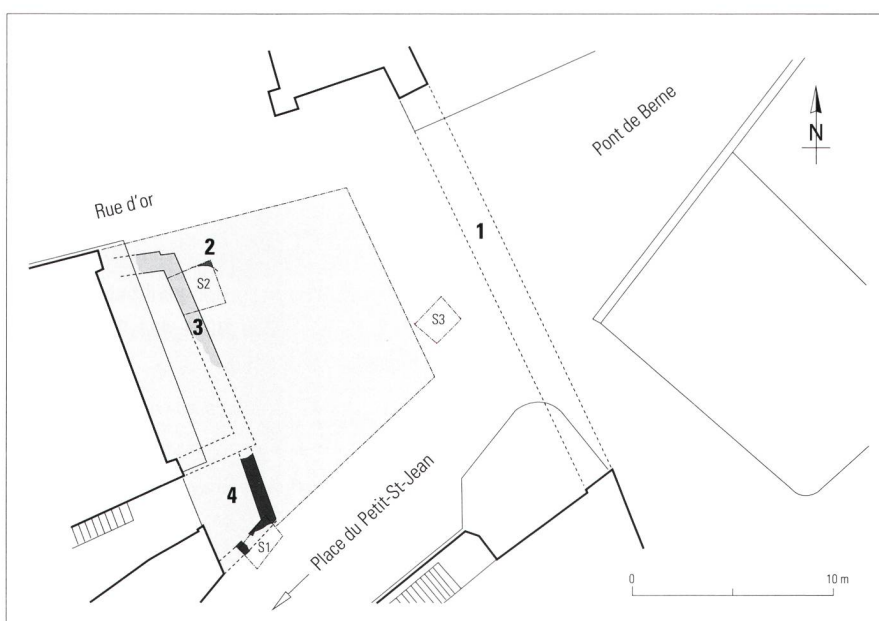 Pont de Berne
N
Rue d'or
1
2
S2
3
S3
4
S1
Place du Petit-St-Jean
0
10 m